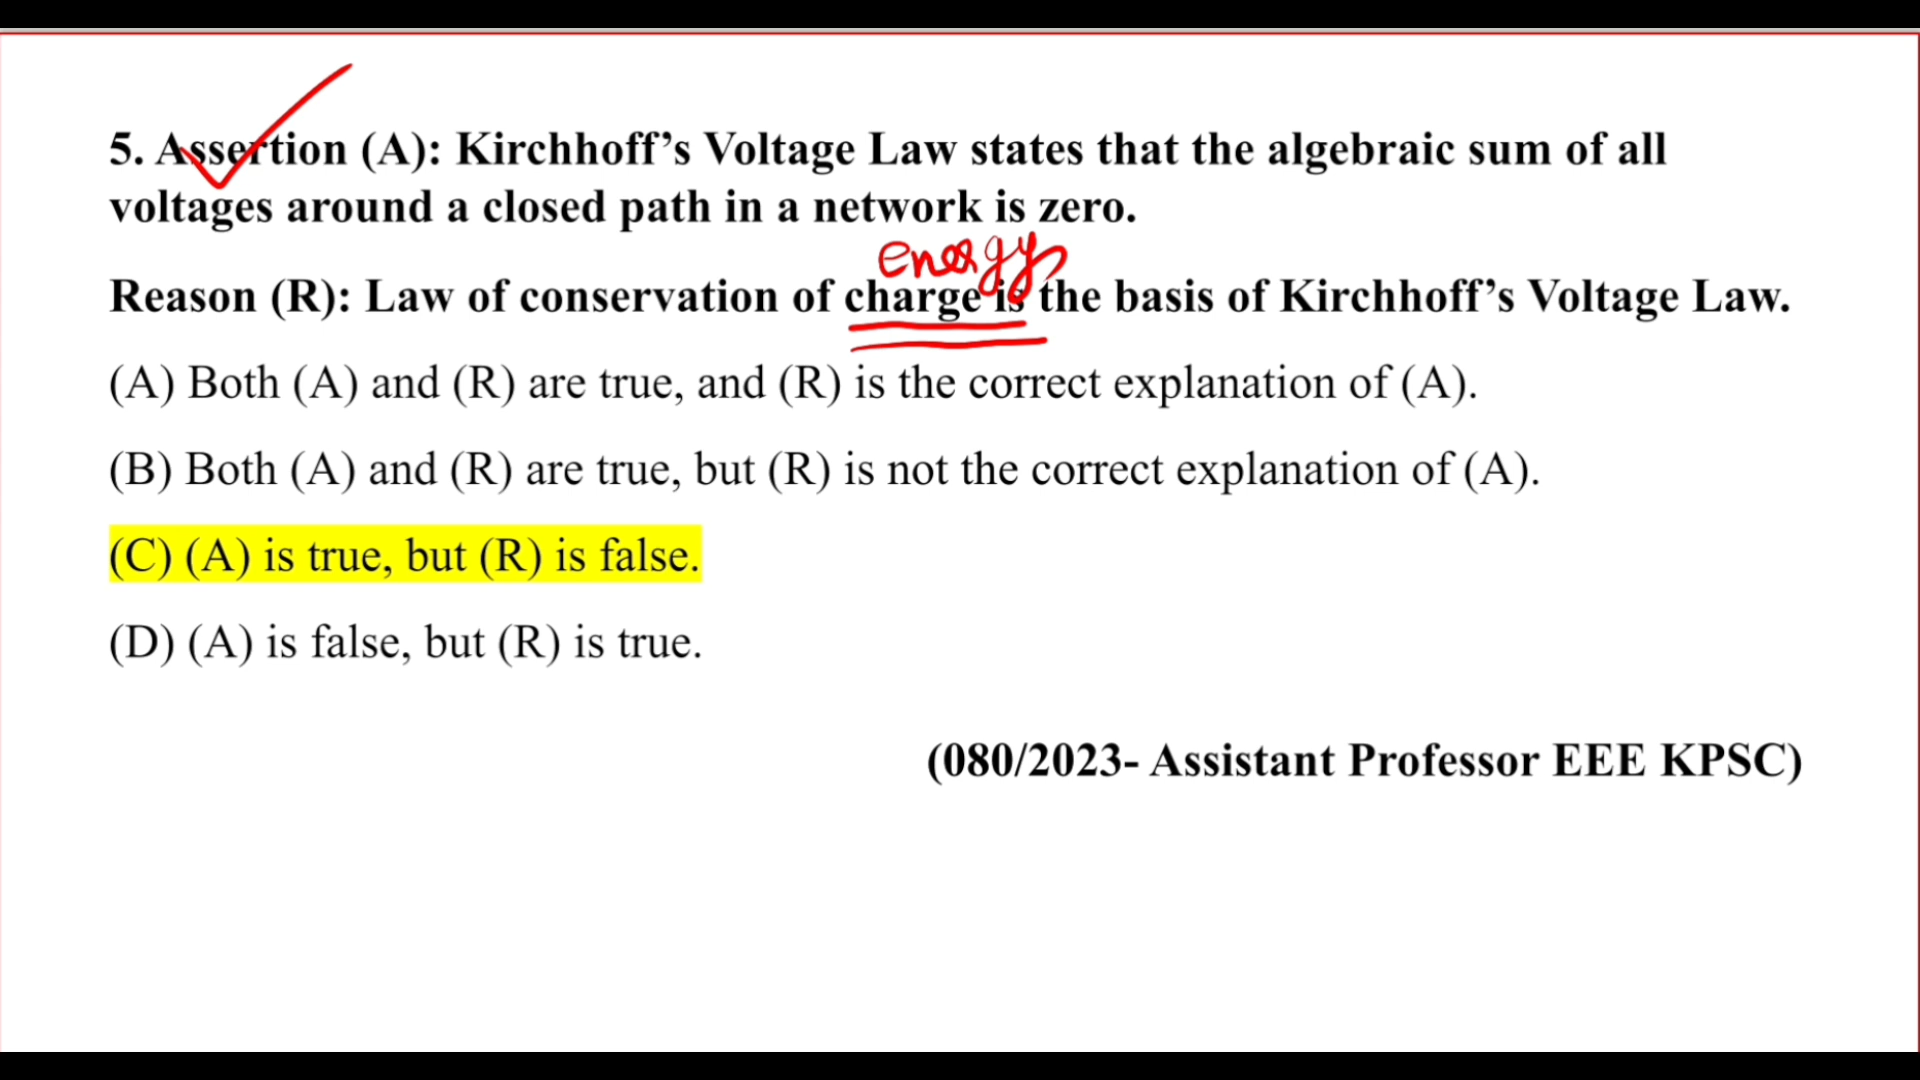 5. Assertion (A): Kirchhoff’s Voltage Law states that the algebraic sum of all
voltages around a closed path in a network is zero.
energy
Reason (R): Law of conservation of charge is the basis of Kirchhoff’s Voltage Law.
(A) Both (A) and (R) are true, and (R) is the correct explanation of (A).
(B) Both (A) and (R) are true, but (R) is not the correct explanation of (A).
(C) (A) is true, but (R) is false.
(D) (A) is false, but (R) is true.
(080/2023- Assistant Professor EEE KPSC)